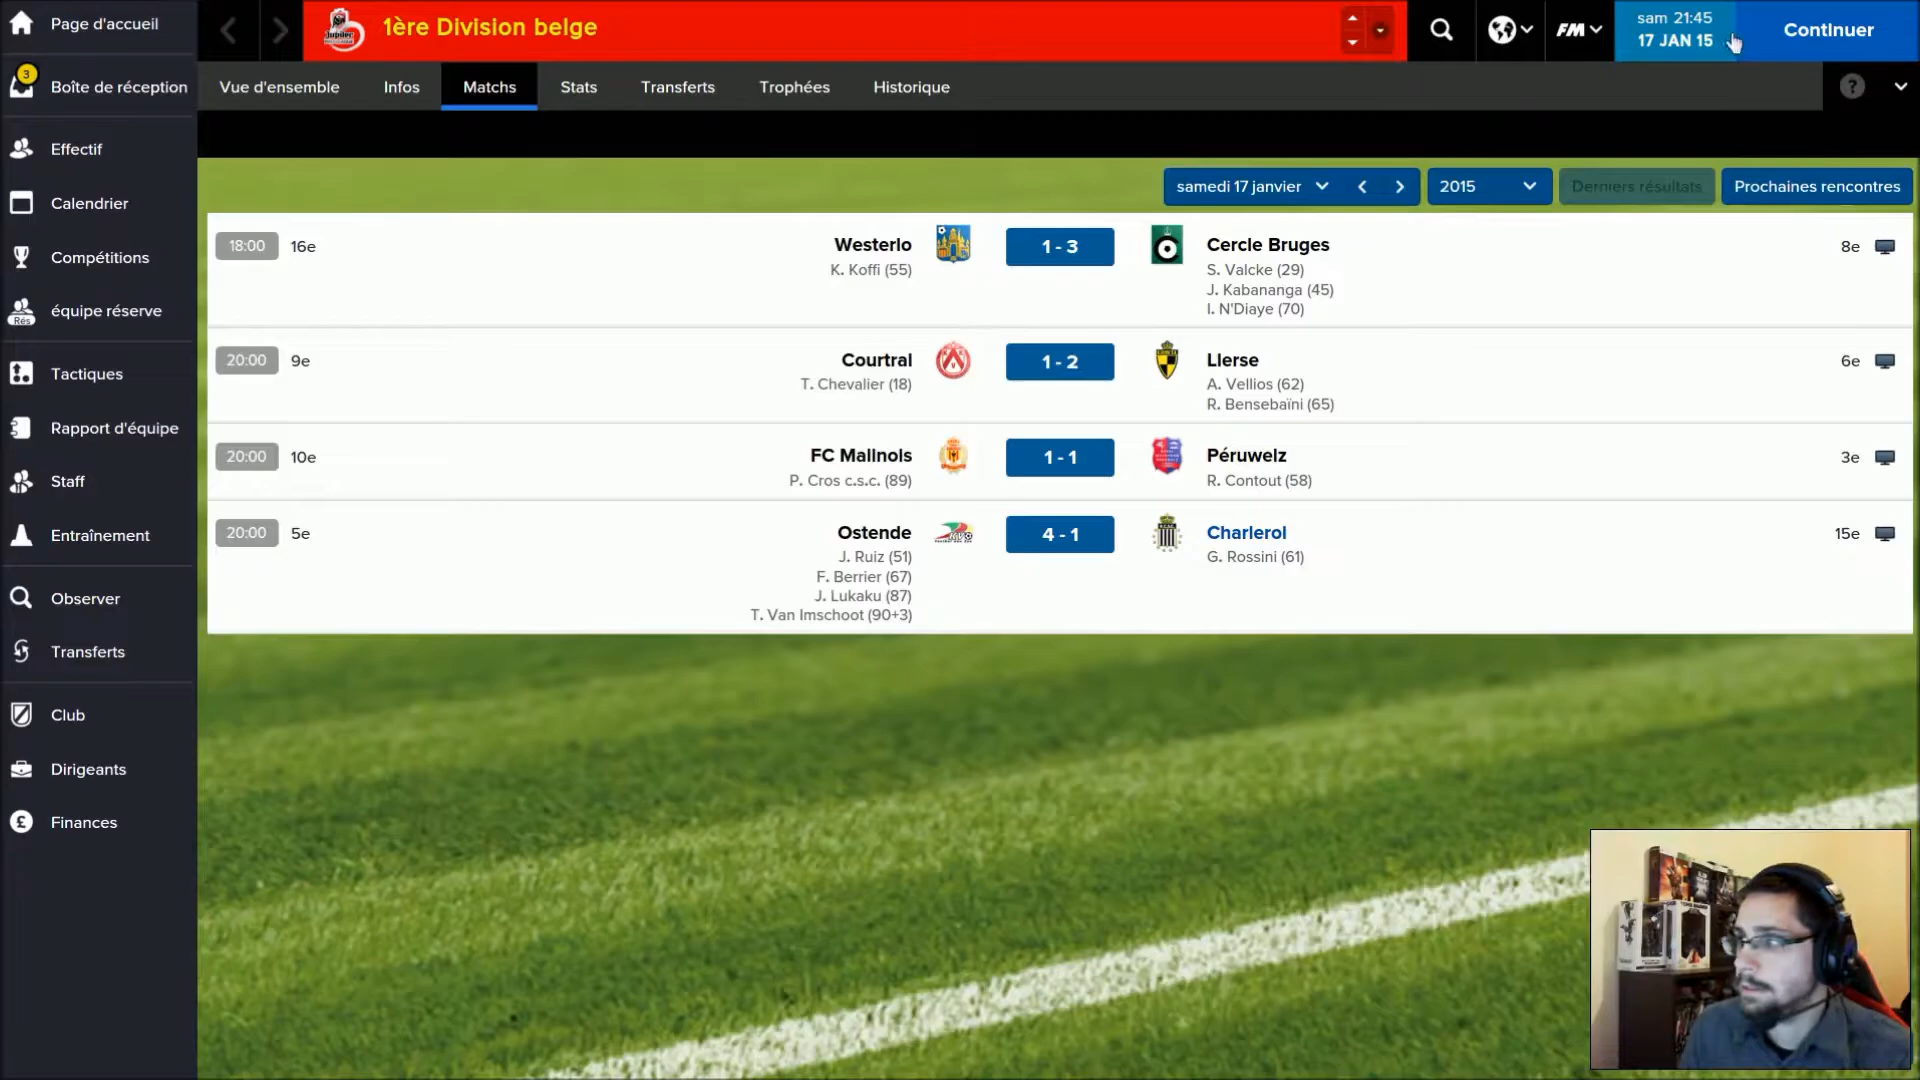 Page d'accueil
1ère Division belge
sam 21:45
17 JAN 15
Continuer
FM
3
Boîte de réception
Vue d'ensemble
Infos
Matchs
Stats
Transferts
Trophées
Historique
?
Effectif
Calendrier
Compétitions
Rés
équipe réserve
Tactiques
Rapport d'équipe
Staff
Entraînement
Observer
Transferts
Club
Dirigeants
£
Finances
samedi 17 janvier
2015
Derniers résultats
Prochaines rencontres
18:00 16e Westerlo 1 - 3 Cercle Bruges 8e
K. Koffi (55) S. Valcke (29)
J. Kabananga (45)
I. N'Diaye (70)
20:00 9e Courtrai 1 - 2 Lierse 6e
T. Chevalier (18) A. Vellios (62)
R. Bensebaïni (65)
20:00 10e FC Malinois 1 - 1 Péruwelz 3e
P. Cros c.s.c. (89) R. Contout (58)
20:00 5e Ostende 4 - 1 Charleroi 15e
J. Ruiz (51) G. Rossini (61)
F. Berrier (67)
J. Lukaku (87)
T. Van Imschoot (90+3)